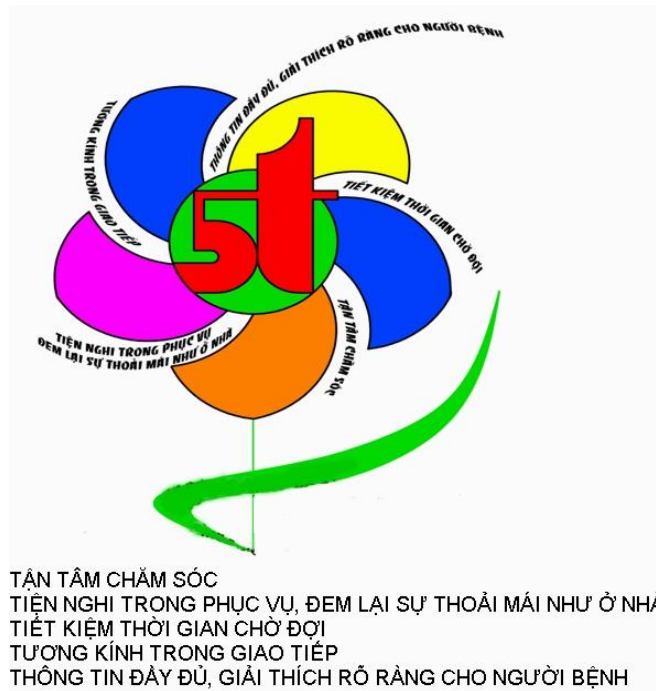 THÔNG TIN ĐẦY ĐỦ, GIẢI THÍCH RÕ RÀNG CHO NGƯỜI BỆNH
TƯƠNG KÍNH TRONG GIAO TIẾP
5t
TIẾT KIỆM THỜI GIAN CHỜ ĐỢI
TIỆN NGHI TRONG PHỤC VỤ
ĐEM LẠI SỰ THOẢI MÁI NHƯ Ở NHÀ
TẬN TÂM CHĂM SÓC
TẬN TÂM CHĂM SÓC
TIỆN NGHI TRONG PHỤC VỤ, ĐEM LẠI SỰ THOẢI MÁI NHƯ Ở NHÀ
TIẾT KIỆM THỜI GIAN CHỜ ĐỢI
TƯƠNG KÍNH TRONG GIAO TIẾP
THÔNG TIN ĐẦY ĐỦ, GIẢI THÍCH RÕ RÀNG CHO NGƯỜI BỆNH